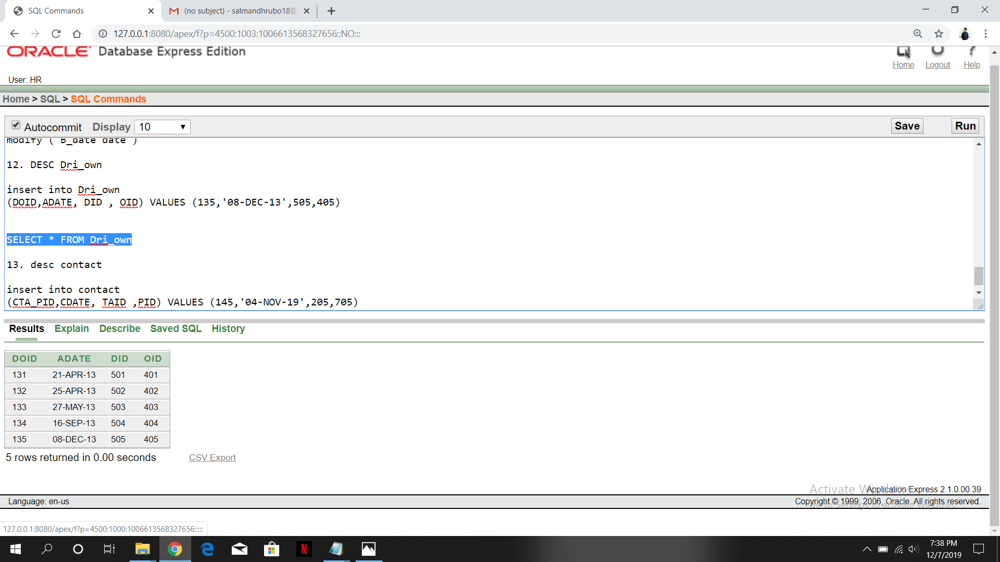 SQL Commands
(no subject) - salmandhrubo18@
127.0.0.1:8080/apex/f?p=4500:1003:1006613568327656::NO:::
ORACLE Database Express Edition
Home Logout Help
User: HR
Home > SQL > SQL Commands
Autocommit Display 10 Save Run
modify ( B_date date )
12. DESC Dri_own
insert into Dri_own
(DOID,ADATE, DID , OID) VALUES (135,'08-DEC-13',505,405)
SELECT * FROM Dri_own
13. desc contact
insert into contact
(CTA_PID,CDATE, TAID ,PID) VALUES (145,'04-NOV-19',205,705)
Results Explain Describe Saved SQL History
DOID ADATE DID OID
131 21-APR-13 501 401
132 25-APR-13 502 402
133 27-MAY-13 503 403
134 16-SEP-13 504 404
135 08-DEC-13 505 405
5 rows returned in 0.00 seconds CSV Export
Activate Windows
Application Express 2.1.0.00.39
Language: en-us
Copyright © 1999, 2006, Oracle. All rights reserved.
Go to Settings to activate Windows.
127.0.0.1:8080/apex/f?p=4500:1000:1006613568327656:::::
7:38 PM
12/7/2019